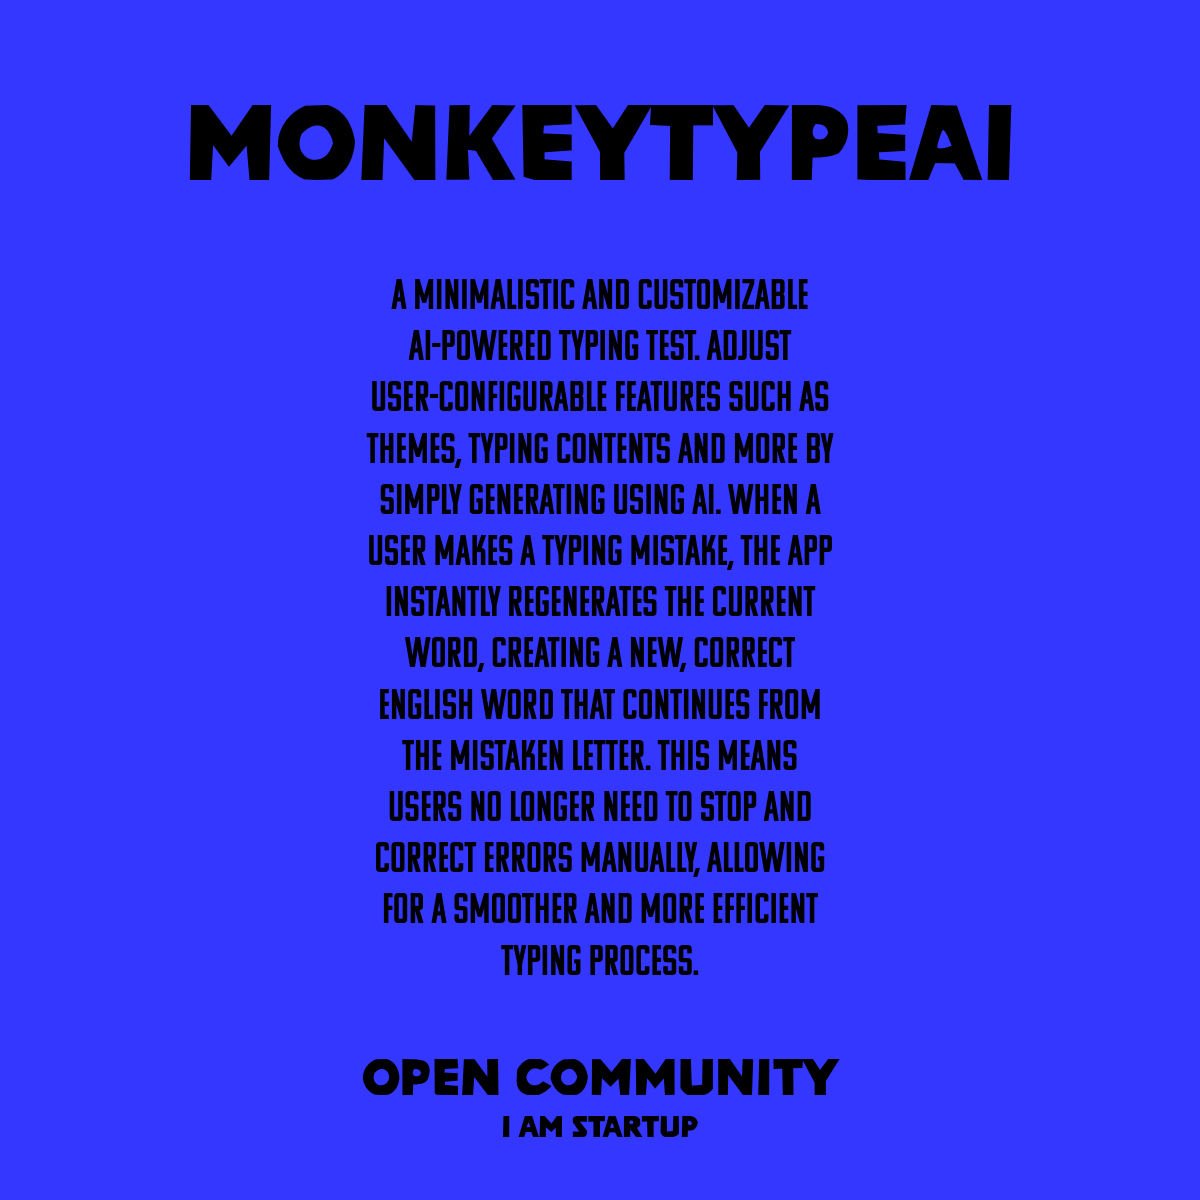 MONKEYTYPEAI
A MINIMALISTIC AND CUSTOMIZABLE
AI-POWERED TYPING TEST. ADJUST
USER-CONFIGURABLE FEATURES SUCH AS
THEMES, TYPING CONTENTS AND MORE BY
SIMPLY GENERATING USING AI. WHEN A
USER MAKES A TYPING MISTAKE, THE APP
INSTANTLY REGENERATES THE CURRENT
WORD, CREATING A NEW, CORRECT
ENGLISH WORD THAT CONTINUES FROM
THE MISTAKEN LETTER. THIS MEANS
USERS NO LONGER NEED TO STOP AND
CORRECT ERRORS MANUALLY, ALLOWING
FOR A SMOOTHER AND MORE EFFICIENT
TYPING PROCESS.
OPEN COMMUNITY
I AM STARTUP